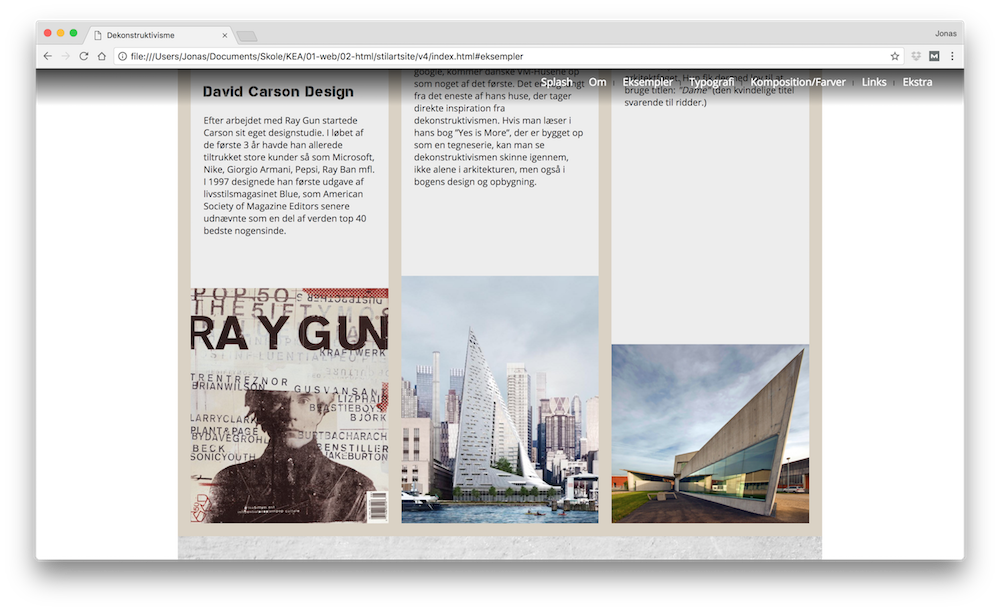 Dekonstruktivisme
Jonas
file:///Users/Jonas/Documents/Skole/KEA/01-web/02-html/stilartsite/v4/index.html#eksempler
Splash
Om
Eksempler
Typografi
Komposition/Farver
Links
Ekstra
David Carson Design
Efter arbejdet med Ray Gun startede
Carson sit eget designstudie. I løbet af
de første 3 år havde han allerede
tiltrukket store kunder så som Microsoft,
Nike, Giorgio Armani, Pepsi, Ray Ban mfl.
I 1997 designede han første udgave af
livsstilsmagasinet Blue, som American
Society of Magazine Editors senere
udnævnte som en del af verden top 40
bedste nogensinde.
POP 50
THE 5IFTYMOS
RAYGUN
KRAFTWERK
TRENTREZNOR
BRIANWILSON
GUSVANSAN
LIZPHAIR
BEASTIEBOY
BJORK
LARRYCLARK
PLANT&PAGE
BYDAVEGROHL
BECK
SONICYOUTH
BURTBACHARACH
BENSTILLER
JAKEBURTON
google, kommer danske VM-Husene op
som noget af det første. Det er
fra det eneste af hans huse, der tager
direkte inspiration fra
dekonstruktivismen. Hvis man læser i
hans bog "Yes is More", der er bygget op
som en tegneserie, kan man se
dekonstruktivismen skinne igennem,
ikke alene i arkitekturen, men også i
bogens design og opbygning.
bruge titlen: "Dame" (den kvindelige titel
svarende til ridder.)